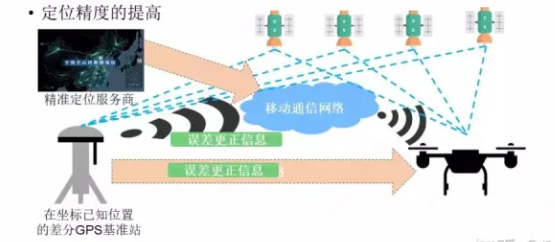 • 定位精度的提高
精准定位服务商
移动通信网络
误差更正信息
误差更正信息
在坐标已知位置
的差分GPS基准站